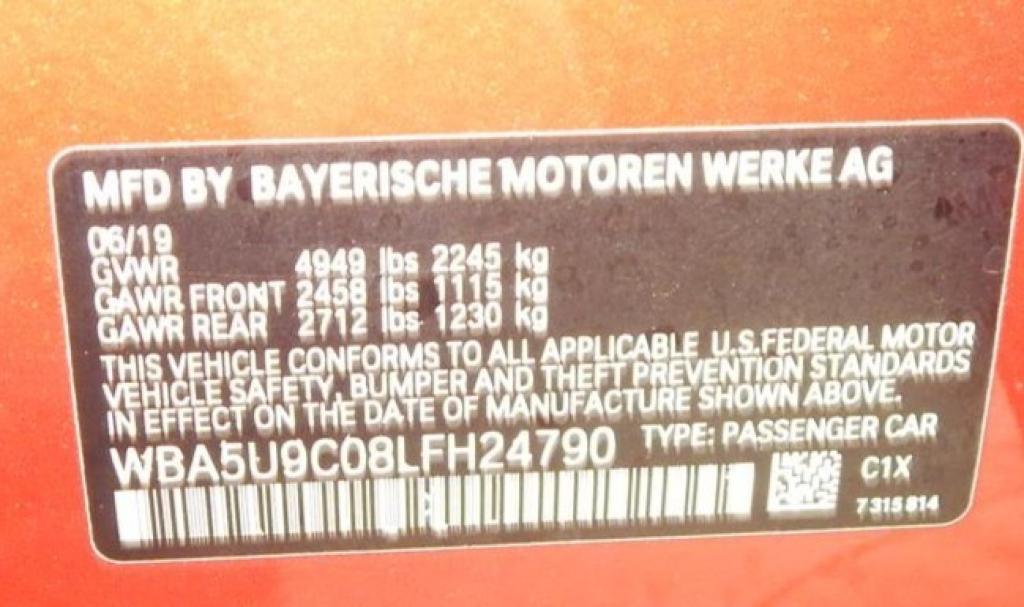 MFD BY BAYERISCHE MOTOREN WERKE AG
06/19
GVWR 4949 lbs 2245 kg
GAWR FRONT 2458 lbs 1115 kg
GAWR REAR 2712 lbs 1230 kg
THIS VEHICLE CONFORMS TO ALL APPLICABLE U.S.FEDERAL MOTOR
VEHICLE SAFETY, BUMPER AND THEFT PREVENTION STANDARDS
IN EFFECT ON THE DATE OF MANUFACTURE SHOWN ABOVE.
WBA5U9C08LFH24790 TYPE: PASSENGER CAR
C1X
7315814